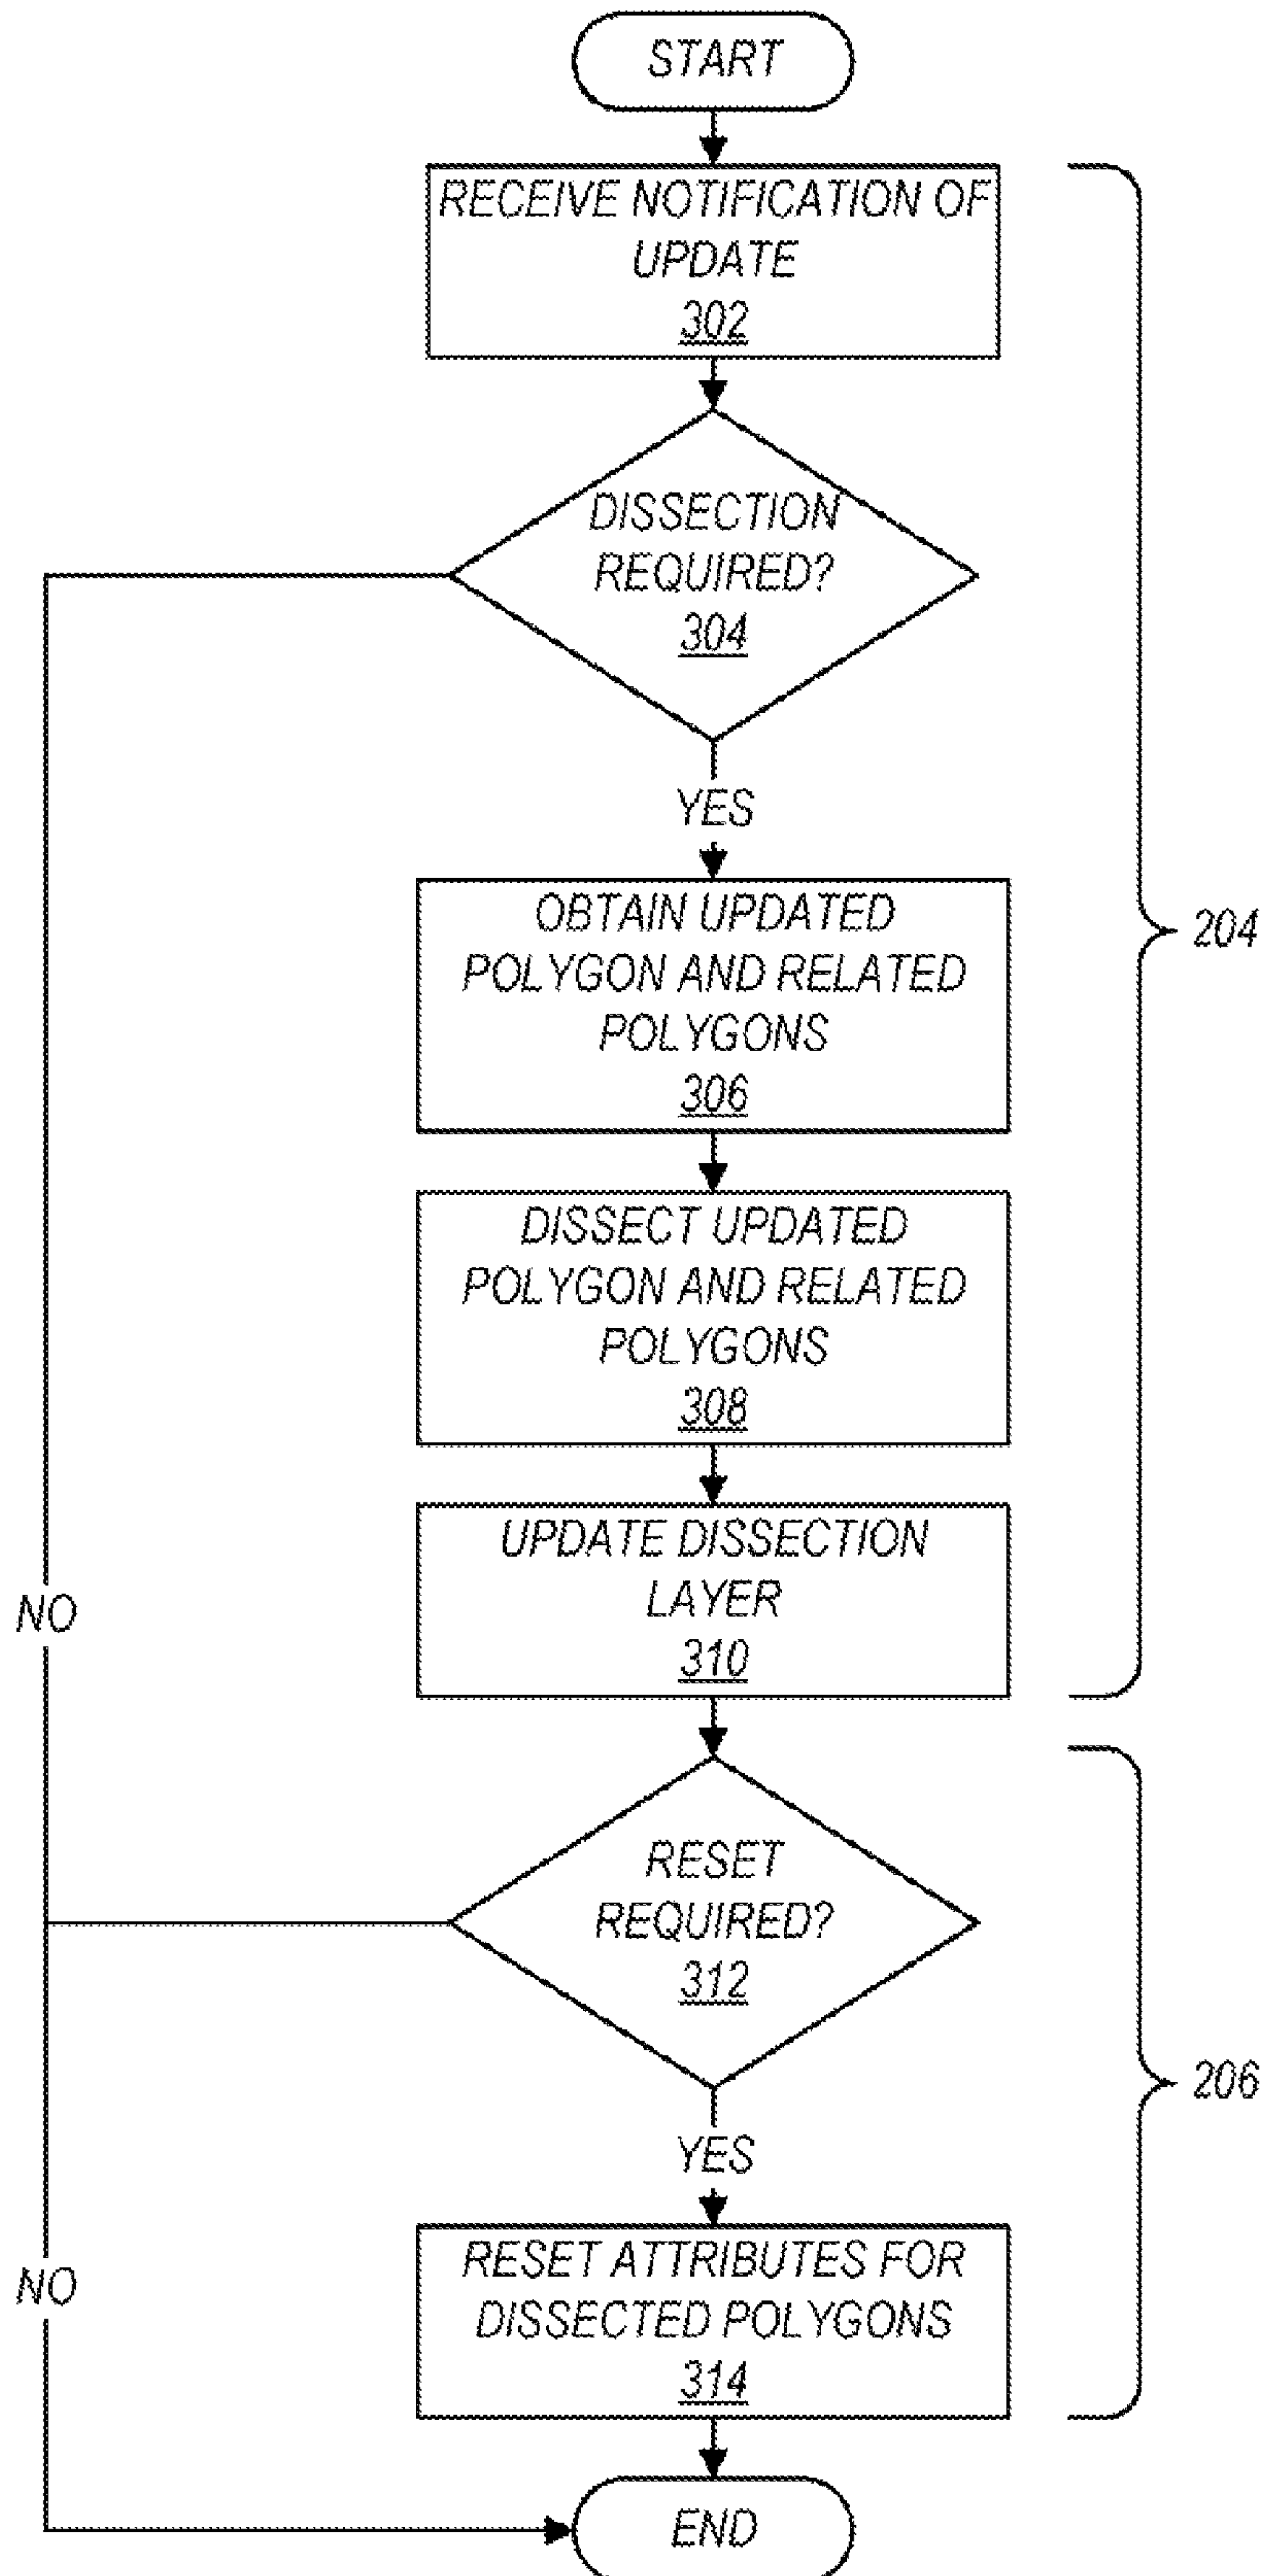 START
RECEIVE NOTIFICATION OF
UPDATE
302
DISSECTION
REQUIRED?
304
YES
OBTAIN UPDATED
POLYGON AND RELATED
POLYGONS
306
204
DISSECT UPDATED
POLYGON AND RELATED
POLYGONS
308
UPDATE DISSECTION
LAYER
310
NO
RESET
REQUIRED?
312
206
YES
RESET ATTRIBUTES FOR
DISSECTED POLYGONS
314
NO
END